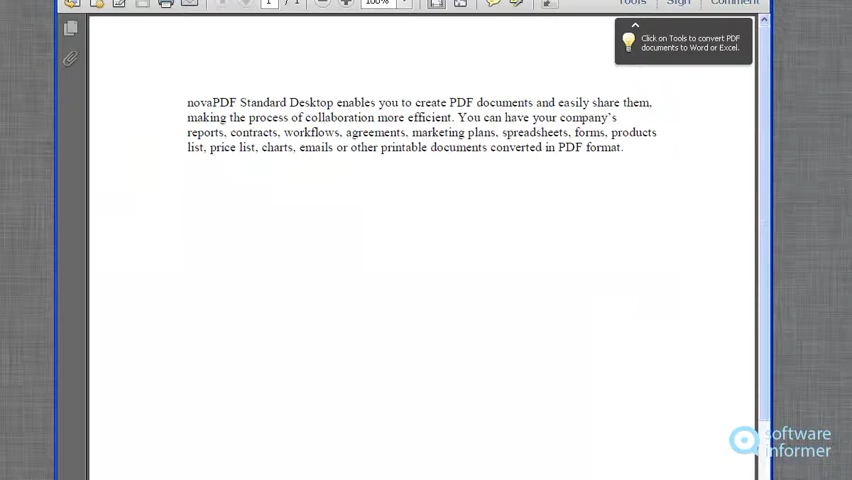 1 / 1
100%
Tools
Sign
Comment
Click on Tools to convert PDF
documents to Word or Excel.
novaPDF Standard Desktop enables you to create PDF documents and easily share them,
making the process of collaboration more efficient. You can have your company's
reports, contracts, workflows, agreements, marketing plans, spreadsheets, forms, products
list, price list, charts, emails or other printable documents converted in PDF format.
software
informer